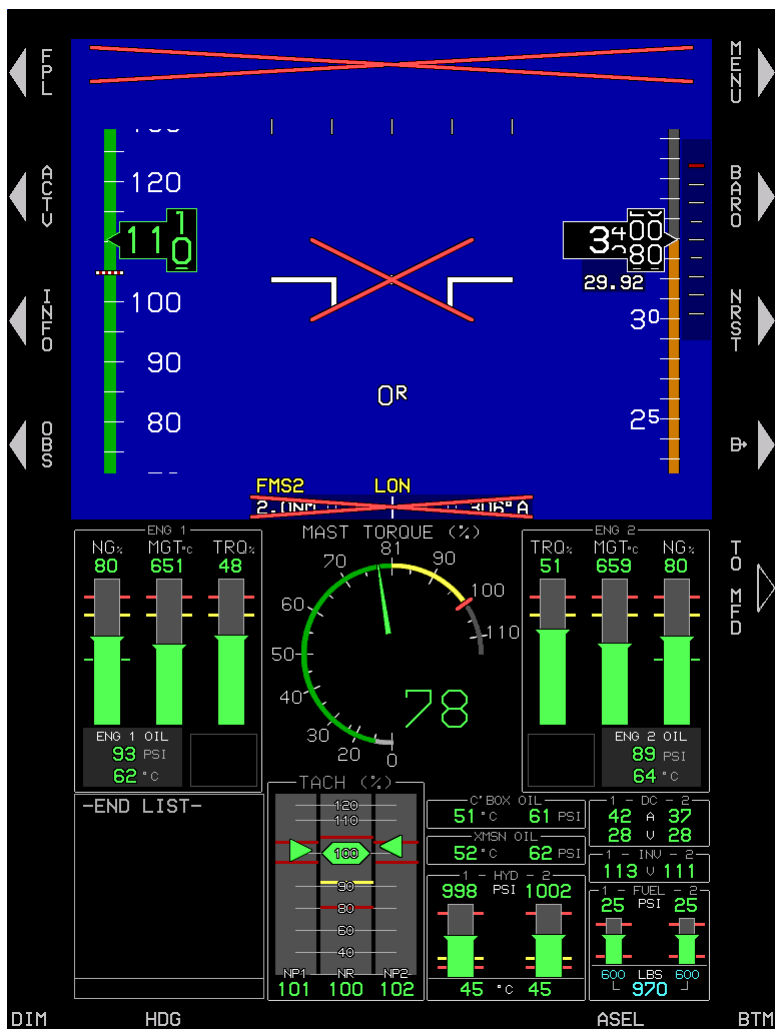 FPL
MENU
120
ACTV
BARO
110
3400
80
29.92
INFO
100
30
NRST
90
0R
80
25
OBS
FMS2 LON
2.0NM 306°A
ENG 1
MAST TORQUE (%)
ENG 2
NG% MGT°C TRQ%
80 651 48
TRQ% MGT°C NG%
51 659 80
TO MFD
0 20 30 40 50 60 70 81 90 100 110
78
ENG 1 OIL
93 PSI
62 °C
ENG 2 OIL
89 PSI
64 °C
-END LIST-
TACH (%)
120
110
100
90
80
60
40
NP1 NR NP2
101 100 102
C'BOX OIL
51 °C 61 PSI
XMSN OIL
52 °C 62 PSI
1 - HYD - 2
998 PSI 1002
45 °C 45
1 - DC - 2
42 A 37
28 V 28
1 - INV - 2
113 V 111
1 - FUEL - 2
25 PSI 25
600 LBS 600
970
DIM HDG ASEL BTM